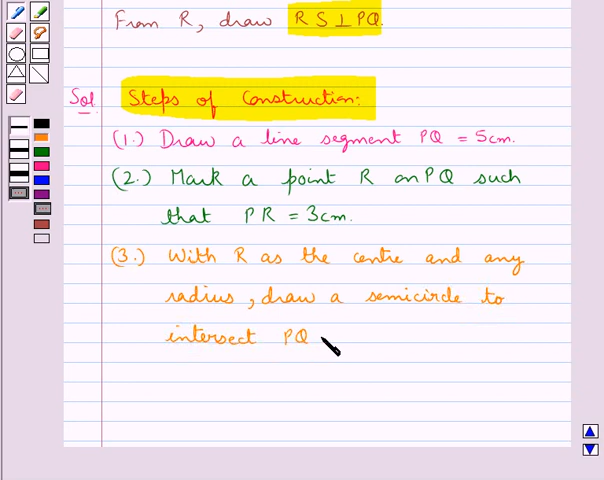 From R, draw RS ⊥ PQ.
Sol Steps of Construction:
(1.) Draw a line segment PQ = 5cm.
(2.) Mark a point R on PQ such
that PR = 3cm.
(3.) With R as the centre and any
radius, draw a semicircle to
intersect PQ